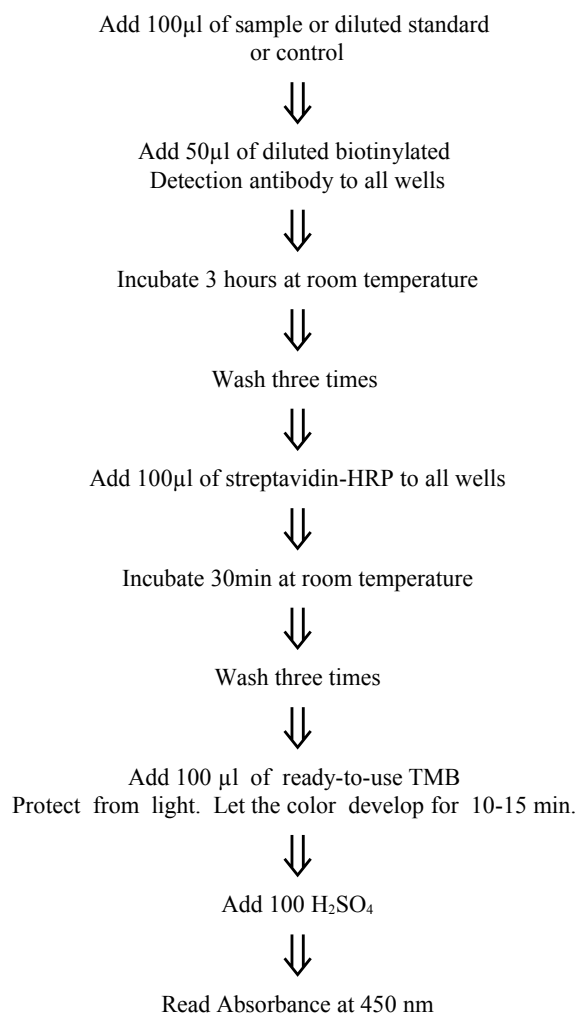 Add 100µl of sample or diluted standard
or control
Add 50µl of diluted biotinylated
Detection antibody to all wells
Incubate 3 hours at room temperature
Wash three times
Add 100µl of streptavidin-HRP to all wells
Incubate 30min at room temperature
Wash three times
Add 100 µl of ready-to-use TMB
Protect from light. Let the color develop for 10-15 min.
Add 100 H₂SO₄
Read Absorbance at 450 nm